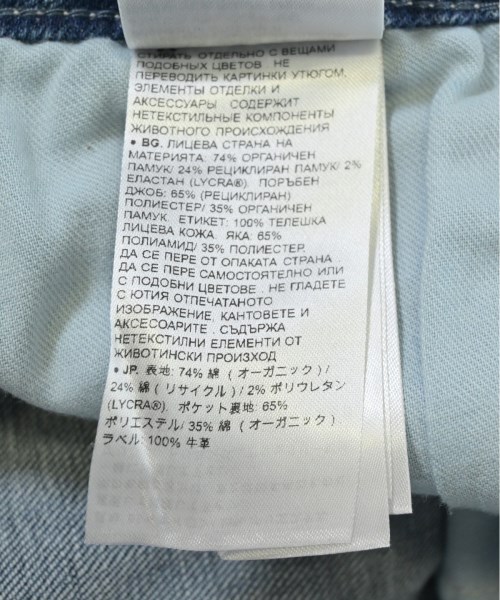 СТИРАТЬ ОТДЕЛЬНО С ВЕЩАМИ
ПОДОБНЫХ ЦВЕТОВ . НЕ
ПЕРЕВОДИТЬ КАРТИНКИ УТЮГОМ,
ЭЛЕМЕНТЫ ОТДЕЛКИ И
АКСЕССУАРЫ . СОДЕРЖИТ
НЕТЕКСТИЛЬНЫЕ КОМПОНЕНТЫ
ЖИВОТНОГО ПРОИСХОЖДЕНИЯ
• BG. ЛИЦЕВА СТРАНА НА
МАТЕРИЯТА: 74% ОРГАНИЧЕН
ПАМУК/ 24% РЕЦИКЛИРАН ПАМУК/ 2%
ЕЛАСТАН (LYCRA®). ПОРЪБЕН
ДЖОБ: 65% (РЕЦИКЛИРАН)
ПОЛИЕСТЕР/ 35% ОРГАНИЧЕН
ПАМУК. ЕТИКЕТ: 100% ТЕЛЕШКА
ЛИЦЕВА КОЖА. ЯКА: 65%
ПОЛИАМИД/ 35% ПОЛИЕСТЕР.
ДА СЕ ПЕРЕ ОТ ОПАКАТА СТРАНА .
ДА СЕ ПЕРЕ САМОСТОЯТЕЛНО ИЛИ
С ПОДОБНИ ЦВЕТОВЕ . НЕ ГЛАДЕТЕ
С ЮТИЯ ОТПЕЧАТАНОТО
ИЗОБРАЖЕНИЕ, КАНТОВЕТЕ И
АКСЕСОАРИТЕ . СЪДЪРЖА
НЕТЕКСТИЛНИ ЕЛЕМЕНТИ ОТ
ЖИВОТИНСКИ ПРОИЗХОД
• JP. 表地: 74% 綿 ( オーガニック )/
24% 綿 ( リサイクル )/ 2% ポリウレタン
(LYCRA®). ポケット裏地: 65%
ポリエステル/ 35% 綿 ( オーガニック )
ラベル: 100% 牛革